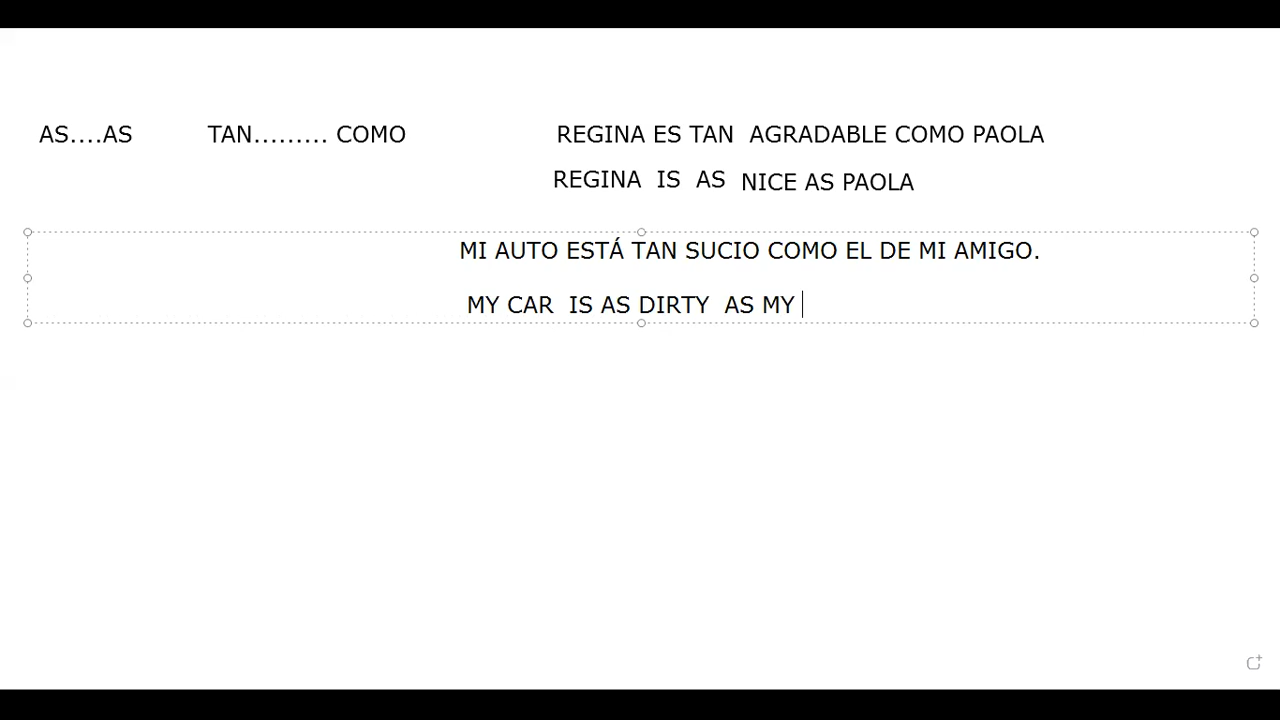 AS....AS TAN......... COMO REGINA ES TAN AGRADABLE COMO PAOLA
REGINA IS AS NICE AS PAOLA
MI AUTO ESTÁ TAN SUCIO COMO EL DE MI AMIGO.
MY CAR IS AS DIRTY AS MY